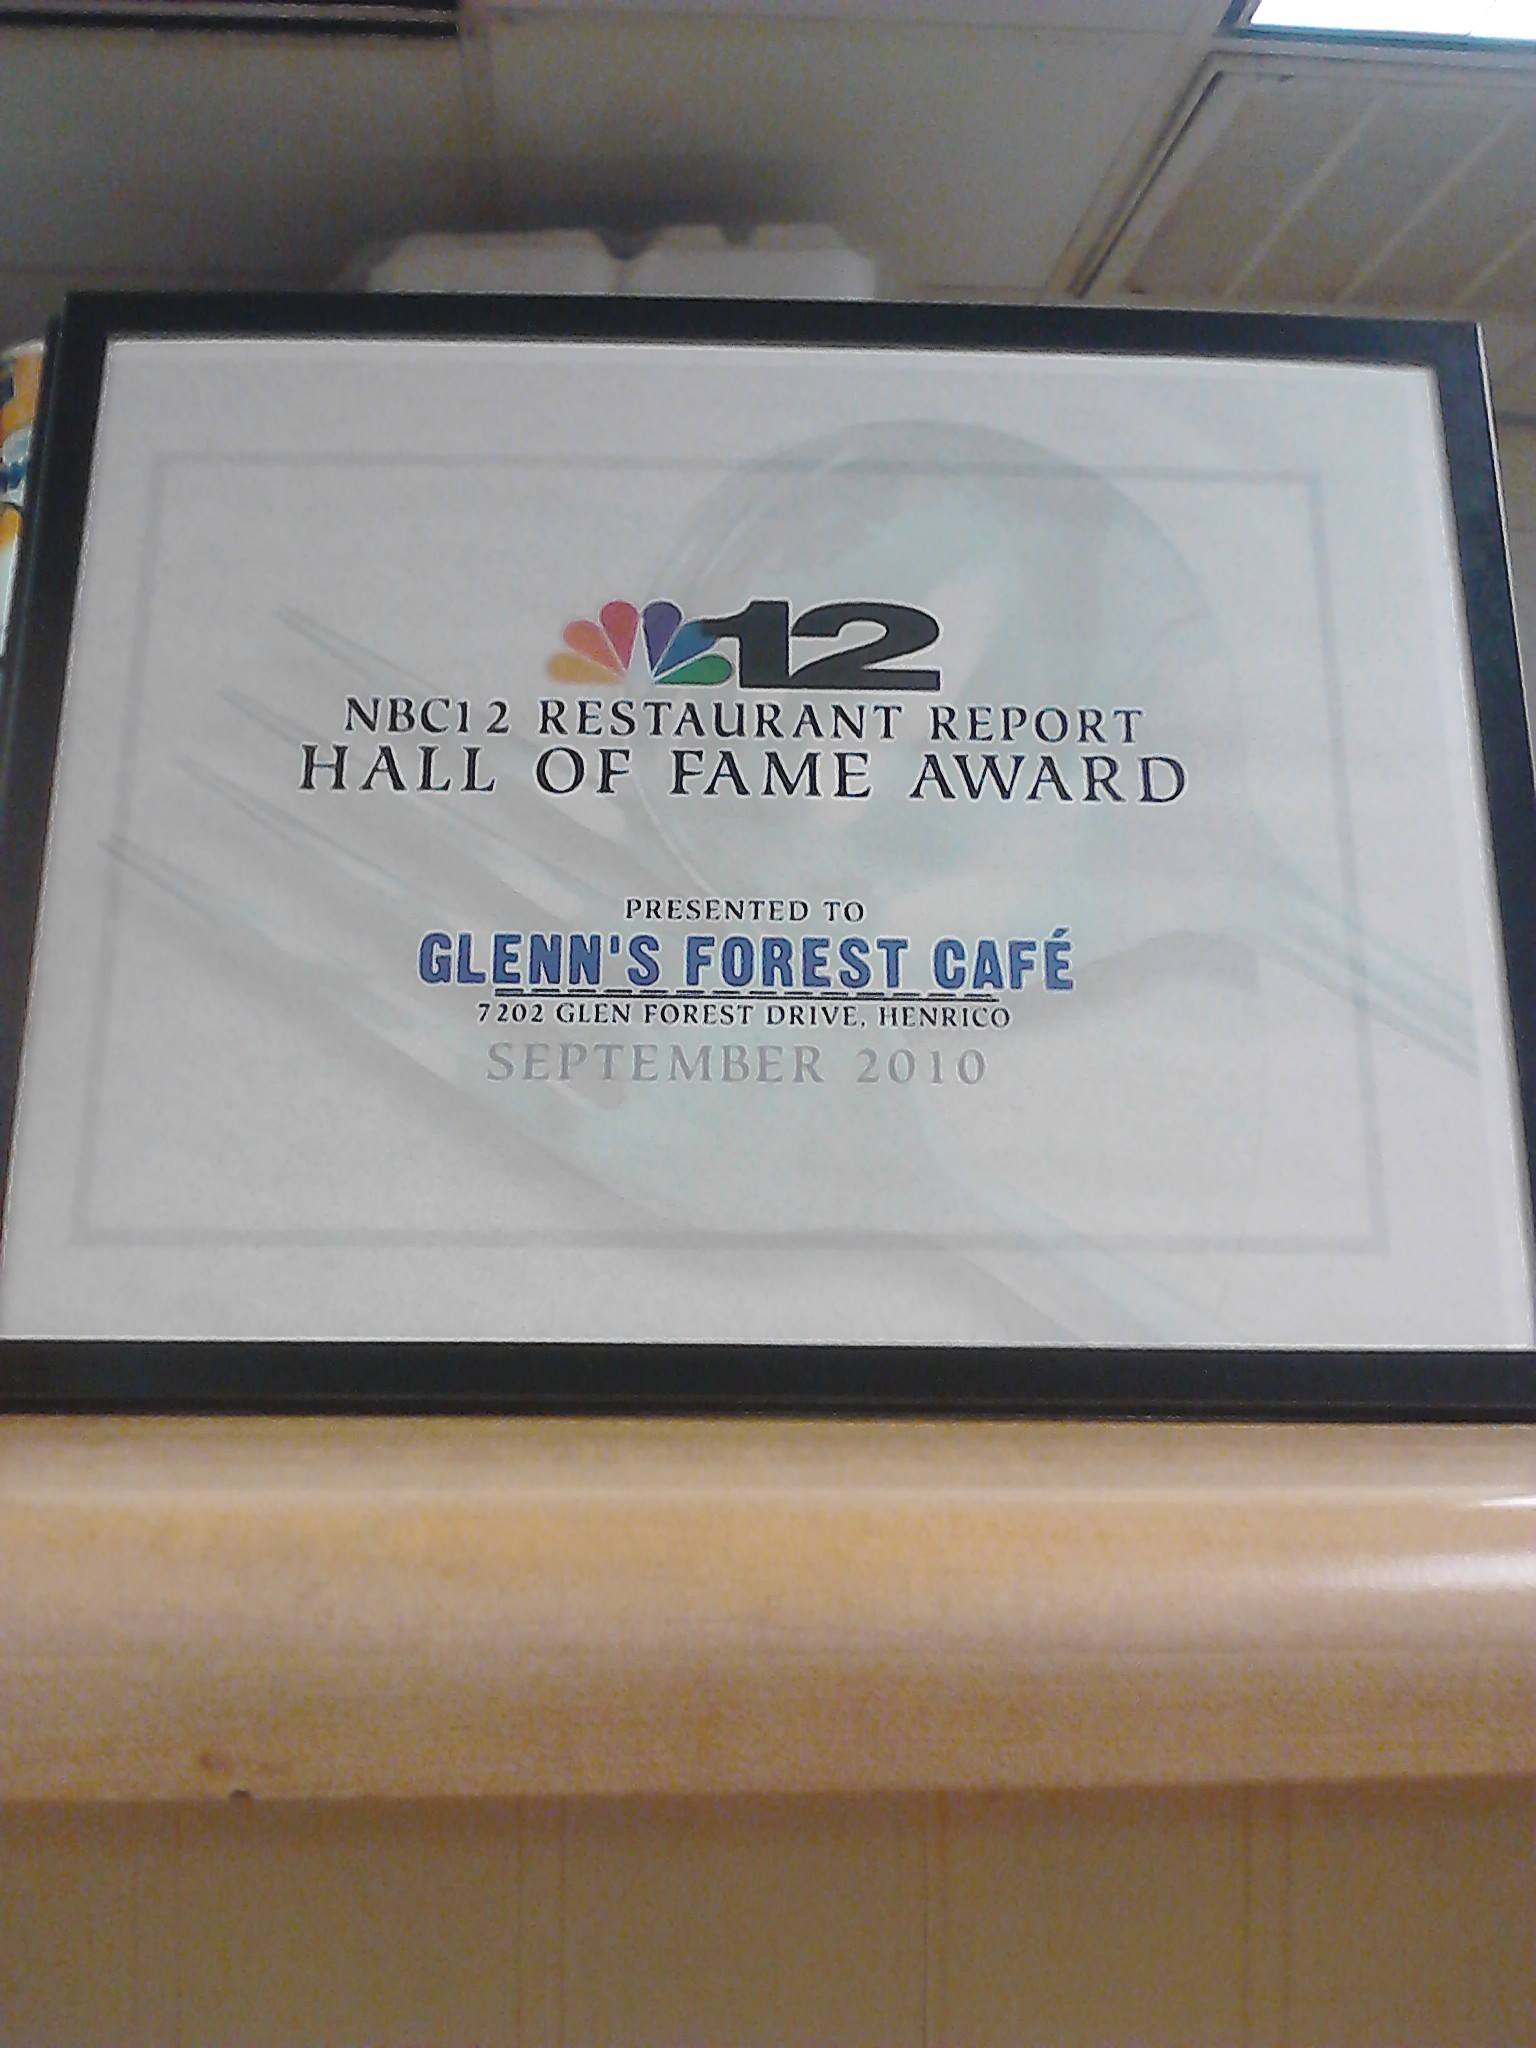 12
NBC12 RESTAURANT REPORT
HALL OF FAME AWARD
PRESENTED TO
GLENN'S FOREST CAFÉ
7202 GLEN FOREST DRIVE, HENRICO
SEPTEMBER 2010